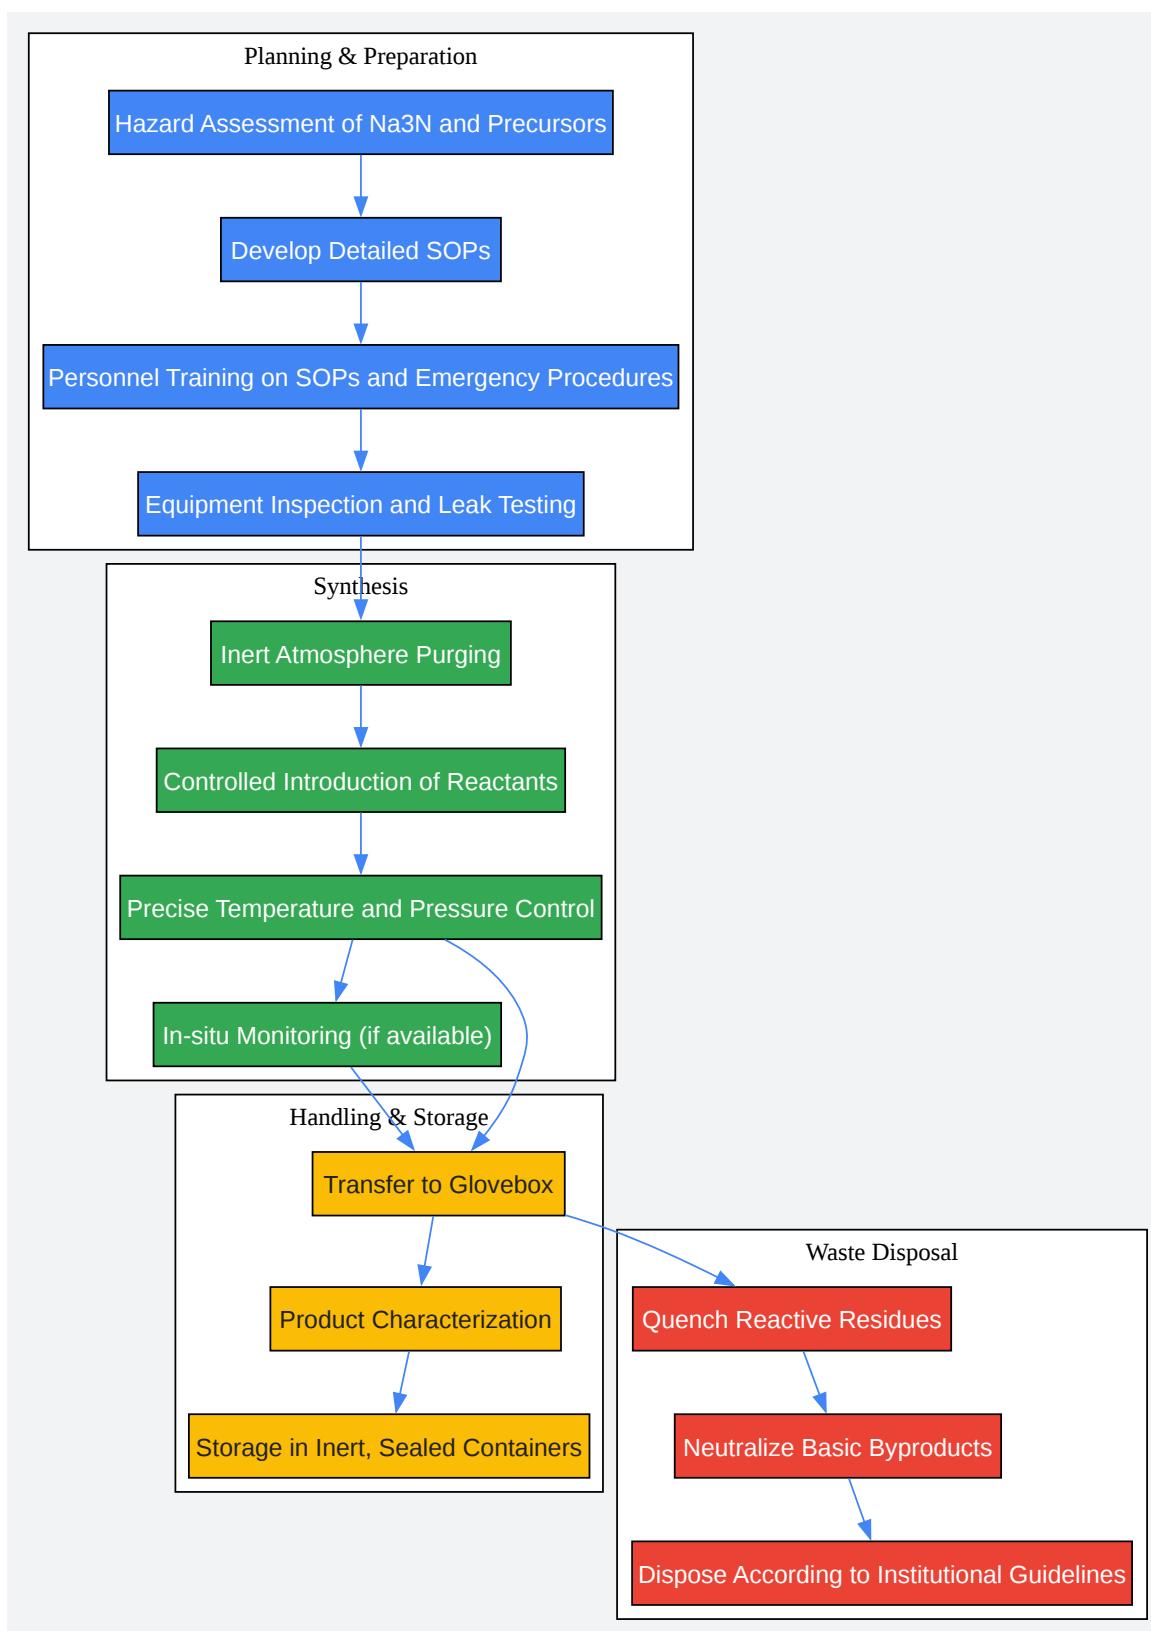 Planning & Preparation
Hazard Assessment of Na3N and Precursors
Develop Detailed SOPs
Personnel Training on SOPs and Emergency Procedures
Equipment Inspection and Leak Testing
Synthesis
Inert Atmosphere Purging
Controlled Introduction of Reactants
Precise Temperature and Pressure Control
In-situ Monitoring (if available)
Handling & Storage
Transfer to Glovebox
Product Characterization
Storage in Inert, Sealed Containers
Waste Disposal
Quench Reactive Residues
Neutralize Basic Byproducts
Dispose According to Institutional Guidelines